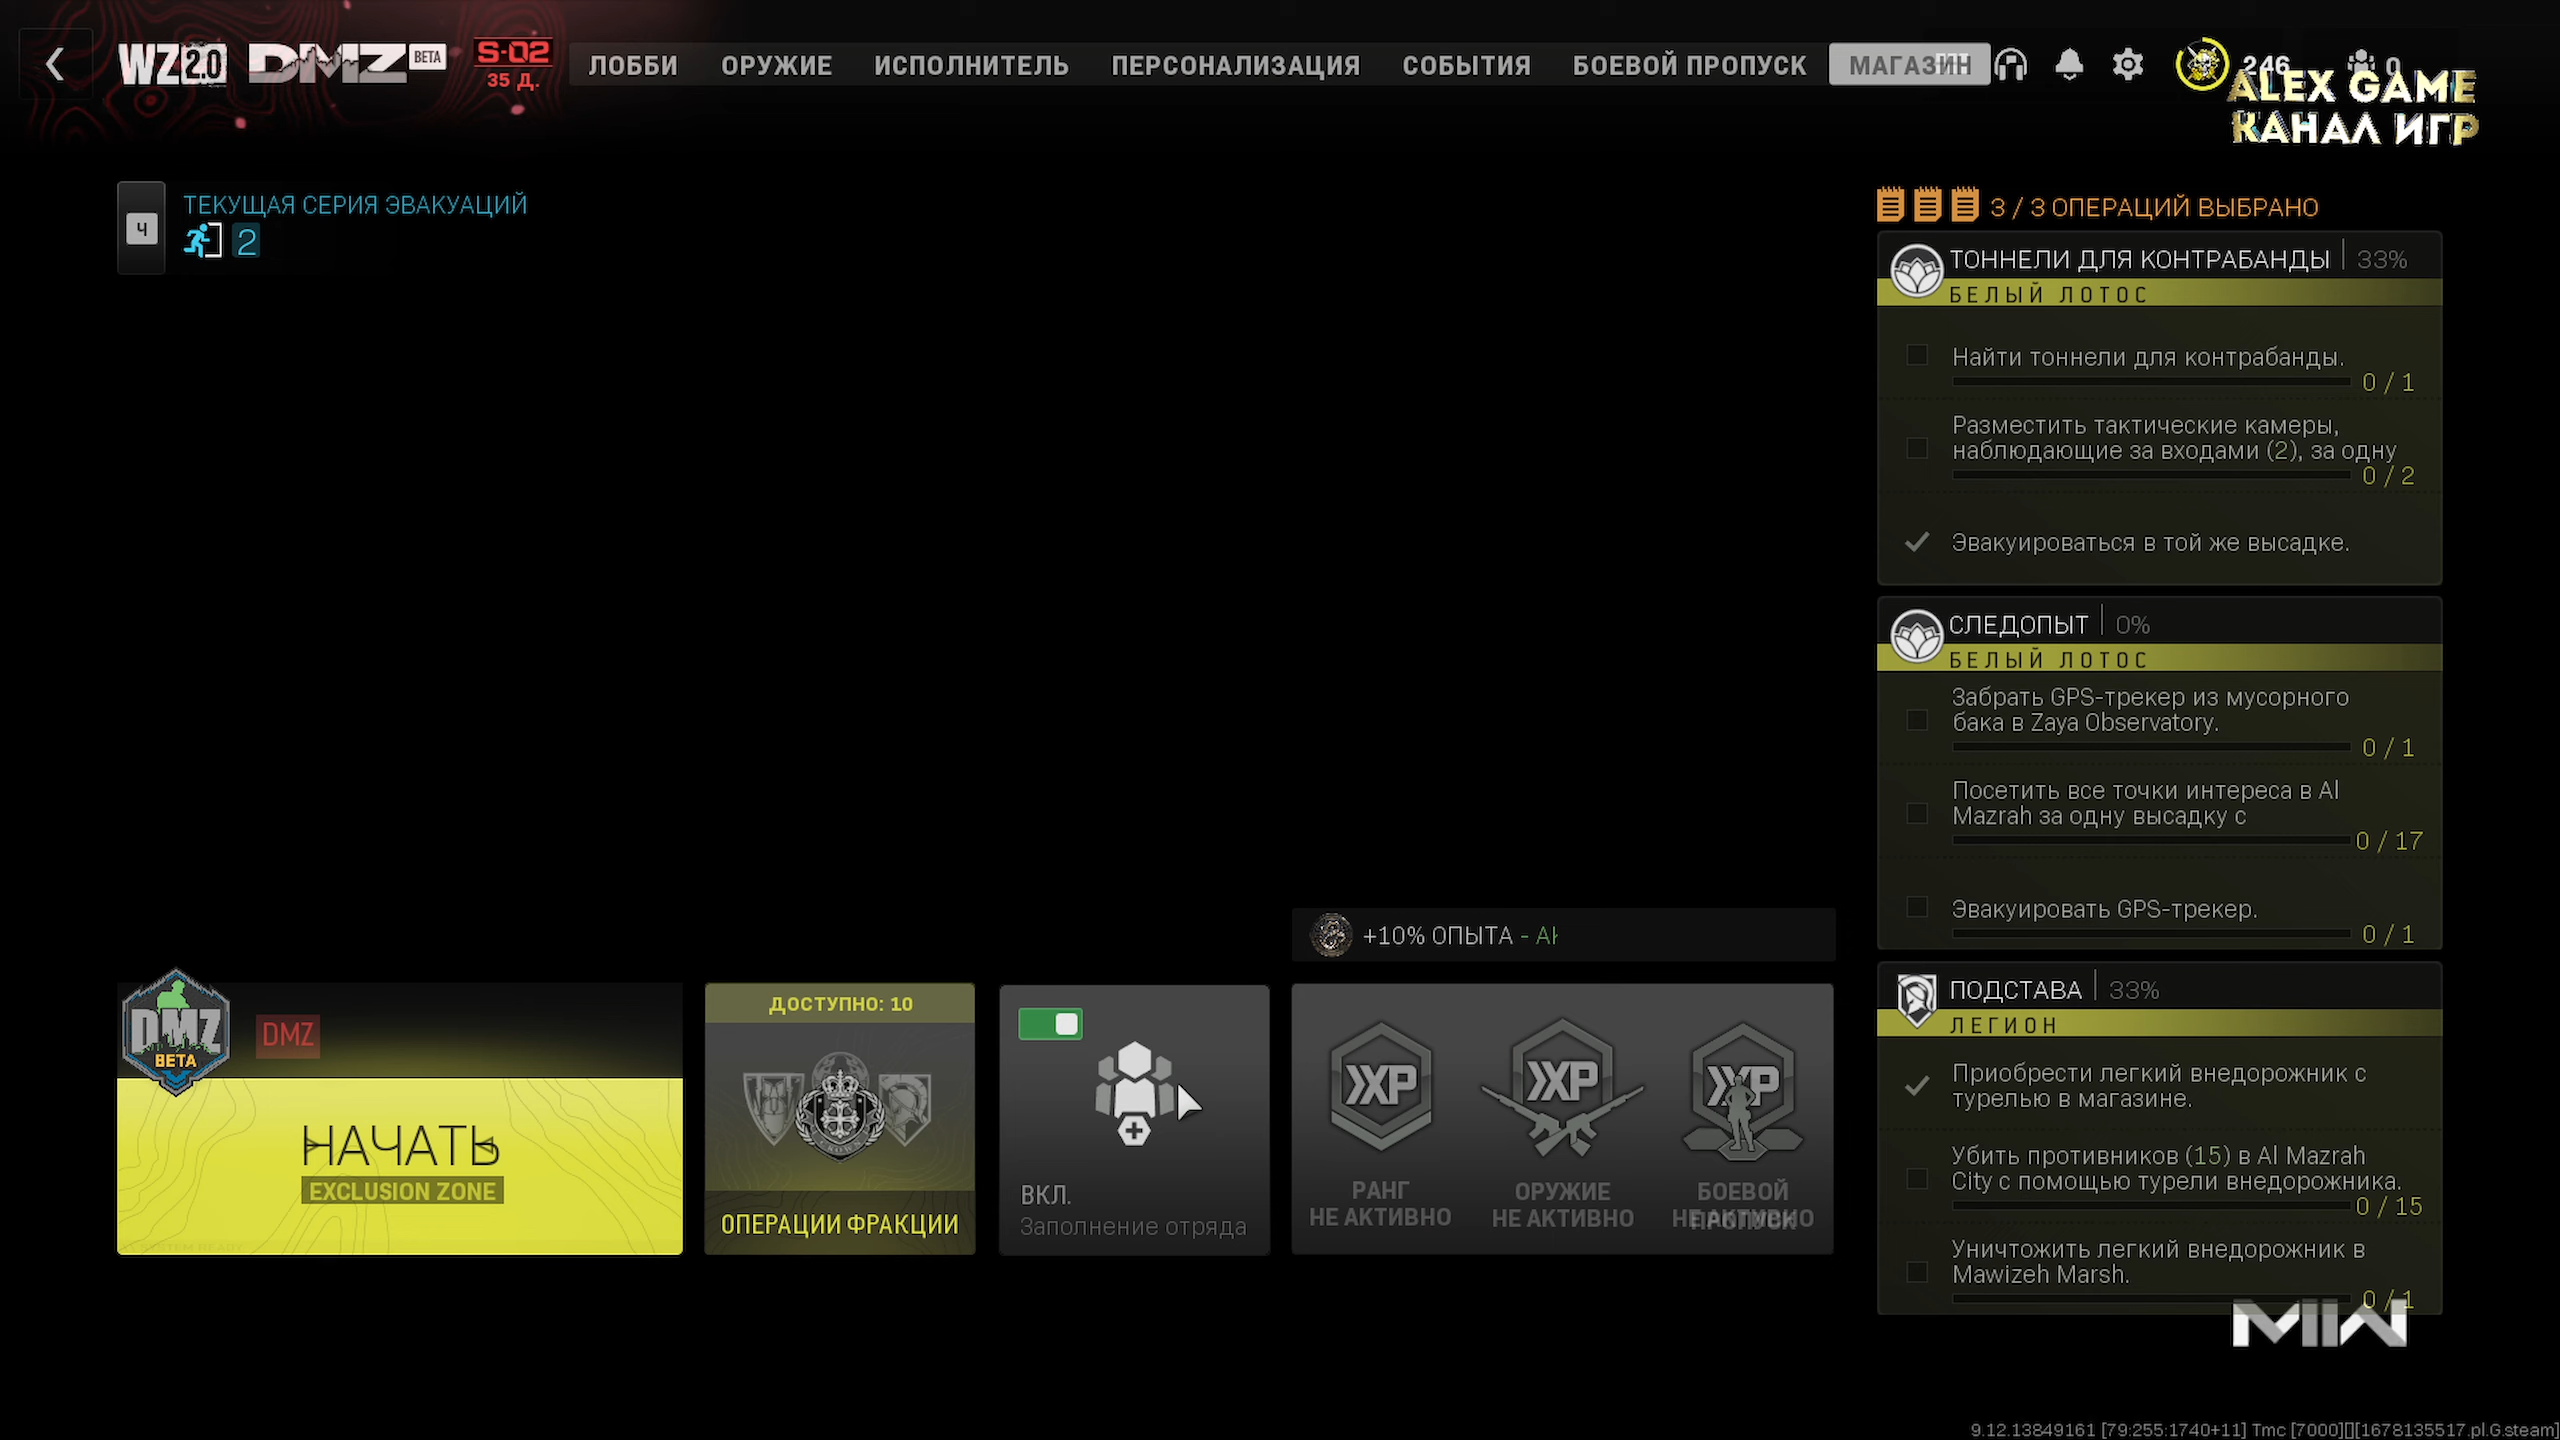 WZ2.0 DMZ BETA S-02
35 Д.
ЛОББИ ОРУЖИЕ ИСПОЛНИТЕЛЬ ПЕРСОНАЛИЗАЦИЯ СОБЫТИЯ БОЕВОЙ ПРОПУСК МАГАЗИН 246 0
ALEX GAME
КАНАЛ ИГР
Ч
ТЕКУЩАЯ СЕРИЯ ЭВАКУАЦИЙ
2
3 / 3 ОПЕРАЦИЙ ВЫБРАНО
ТОННЕЛИ ДЛЯ КОНТРАБАНДЫ 33%
БЕЛЫЙ ЛОТОС
Найти тоннели для контрабанды.
0 / 1
Разместить тактические камеры,
наблюдающие за входами (2), за одну
0 / 2
Эвакуироваться в той же высадке.
СЛЕДОПЫТ 0%
БЕЛЫЙ ЛОТОС
Забрать GPS-трекер из мусорного
бака в Zaya Observatory.
0 / 1
Посетить все точки интереса в Al
Mazrah за одну высадку с
0 / 17
Эвакуировать GPS-трекер.
0 / 1
ПОДСТАВА 33%
ЛЕГИОН
Приобрести легкий внедорожник с
турелью в магазине.
Убить противников (15) в Al Mazrah
City с помощью турели внедорожника.
0 / 15
Уничтожить легкий внедорожник в
Mawizeh Marsh.
0 / 1
+10% ОПЫТА
DMZ
BETA
DMZ
НАЧАТЬ
EXCLUSION ZONE
ДОСТУПНО: 10
ОПЕРАЦИИ ФРАКЦИИ
ВКЛ.
Заполнение отряда
XP
РАНГ
НЕ АКТИВНО
XP
ОРУЖИЕ
НЕ АКТИВНО
XP
БОЕВОЙ
ПРОПУСК
НЕ АКТИВНО
MIIW
9.12.13849161 [79:255:1740+11] Tmc [7000][][1678135517.pl.G.steam]